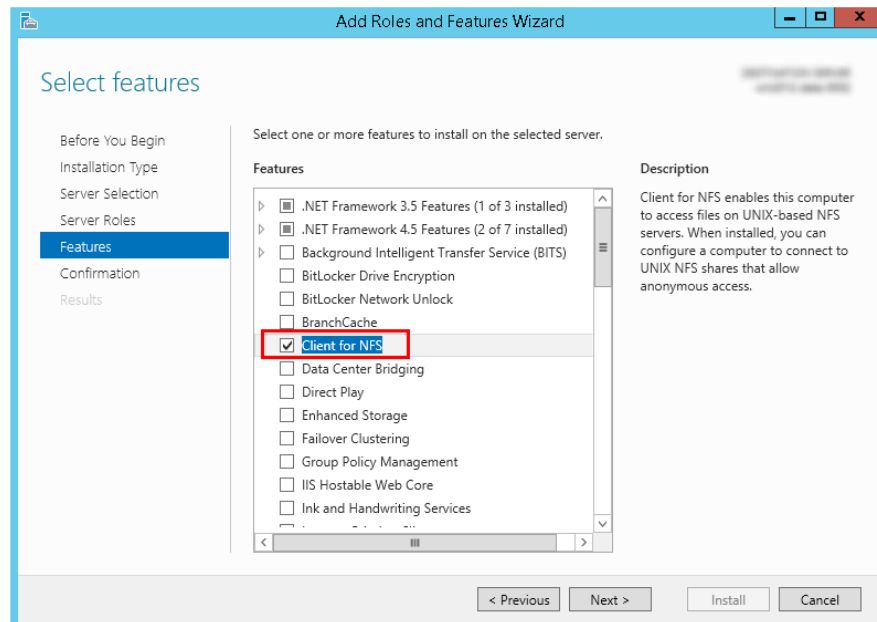 Add Roles and Features Wizard
Select features
Before You Begin
Installation Type
Server Selection
Server Roles
Features
Confirmation
Results
Select one or more features to install on the selected server.
Features
.NET Framework 3.5 Features (1 of 3 installed)
.NET Framework 4.5 Features (2 of 7 installed)
Background Intelligent Transfer Service (BITS)
BitLocker Drive Encryption
BitLocker Network Unlock
BranchCache
Client for NFS
Data Center Bridging
Direct Play
Enhanced Storage
Failover Clustering
Group Policy Management
IIS Hostable Web Core
Ink and Handwriting Services
Description
Client for NFS enables this computer
to access files on UNIX-based NFS
servers. When installed, you can
configure a computer to connect to
UNIX NFS shares that allow
anonymous access.
< Previous
Next >
Install
Cancel